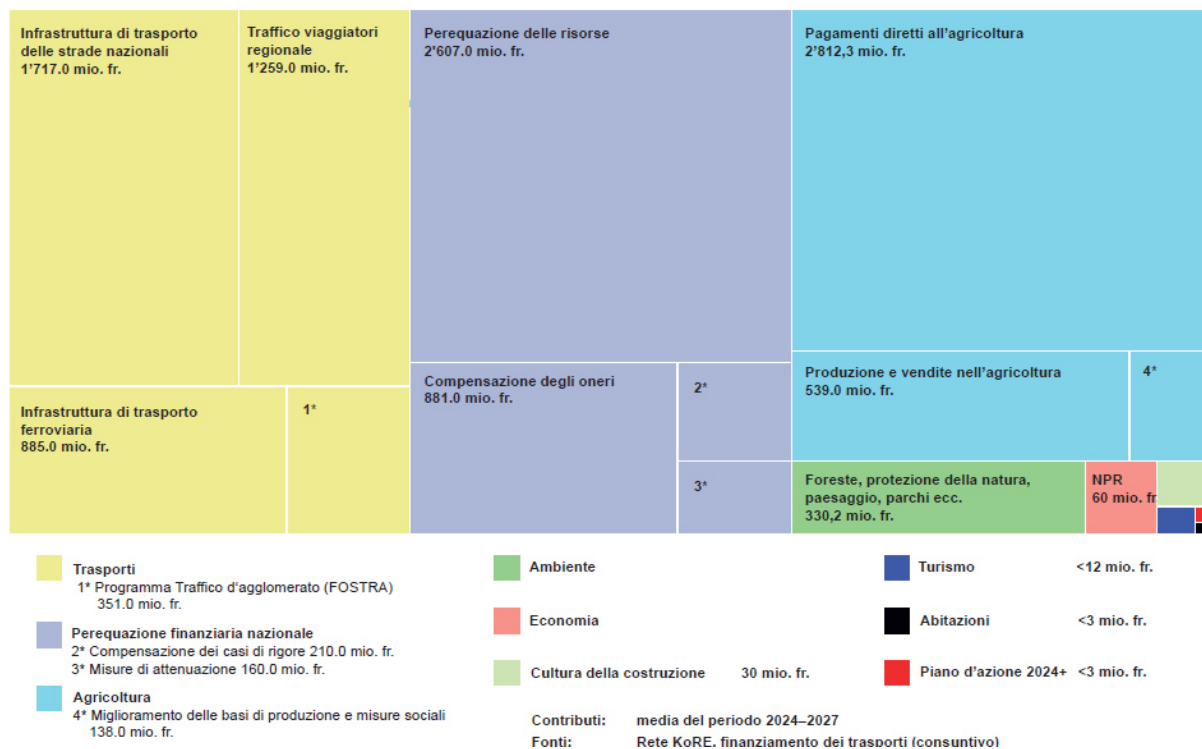 Infrastruttura di trasporto
delle strade nazionali
1'717.0 mio. fr.
Traffico viaggiatori
regionale
1'259.0 mio. fr.
Perequazione delle risorse
2'607.0 mio. fr.
Pagamenti diretti all'agricoltura
2'812,3 mio. fr.
Infrastruttura di trasporto
ferroviaria
885.0 mio. fr.
1*
Compensazione degli oneri
881.0 mio. fr.
2*
3*
Produzione e vendite nell'agricoltura
539.0 mio. fr.
4*
Foreste, protezione della natura,
paesaggio, parchi ecc.
330,2 mio. fr.
NPR
60 mio. fr
Trasporti
1* Programma Traffico d'agglomerato (FOSTRA)
351.0 mio. fr.
Perequazione finanziaria nazionale
2* Compensazione dei casi di rigore 210.0 mio. fr.
3* Misure di attenuazione 160.0 mio. fr.
Agricoltura
4* Miglioramento delle basi di produzione e misure sociali
138.0 mio. fr.
Ambiente
Economia
Cultura della costruzione 30 mio. fr.
Turismo <12 mio. fr.
Abitazioni <3 mio. fr.
Piano d'azione 2024+ <3 mio. fr.
Contributi: media del periodo 2024–2027
Fonti: Rete KoRE, finanziamento dei trasporti (consuntivo)